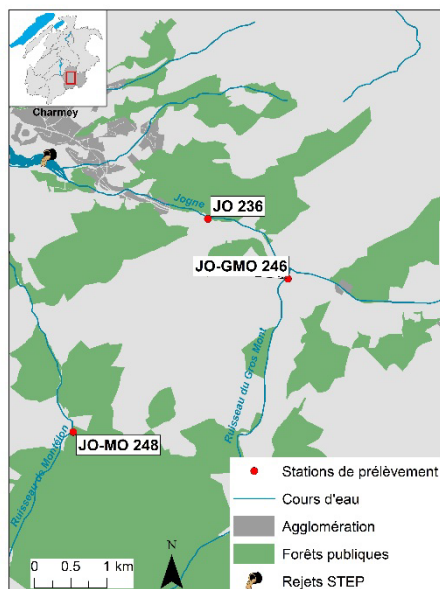 Charmey
Jogne
JO 236
JO-GMO 246
Ruisseau du Gros Mont
Ruisseau de Montélon
JO-MO 248
N
0 0.5 1 km
Stations de prélèvement
Cours d'eau
Agglomération
Forêts publiques
Rejets STEP